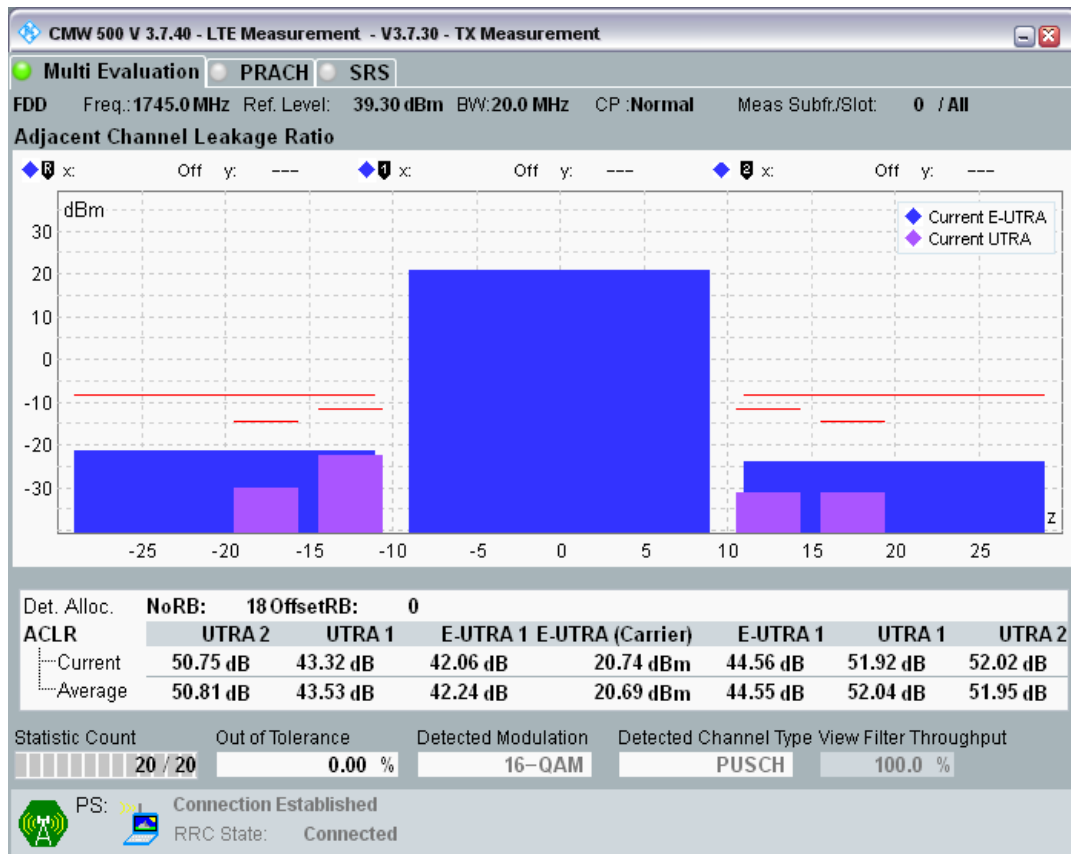 CMW 500 V 3.7.40 - LTE Measurement - V3.7.30 - TX Measurement
Multi Evaluation PRACH SRS
FDD Freq.:1745.0 MHz Ref. Level: 39.30 dBm BW:20.0 MHz CP :Normal Meas Subfr./Slot: 0 / All
Adjacent Channel Leakage Ratio
R x: Off y: --- 1 x: Off y: --- 2 x: Off y: ---
dBm
Current E-UTRA
Current UTRA
30
20
10
0
-10
-20
-30
z
-25 -20 -15 -10 -5 0 5 10 15 20 25
Det. Alloc. NoRB: 18 OffsetRB: 0
ACLR UTRA 2 UTRA 1 E-UTRA 1 E-UTRA (Carrier) E-UTRA 1 UTRA 1 UTRA 2
Current 50.75 dB 43.32 dB 42.06 dB 20.74 dBm 44.56 dB 51.92 dB 52.02 dB
Average 50.81 dB 43.53 dB 42.24 dB 20.69 dBm 44.55 dB 52.04 dB 51.95 dB
Statistic Count Out of Tolerance Detected Modulation Detected Channel Type View Filter Throughput
20 / 20 0.00 % 16-QAM PUSCH 100.0 %
PS: Connection Established
RRC State: Connected